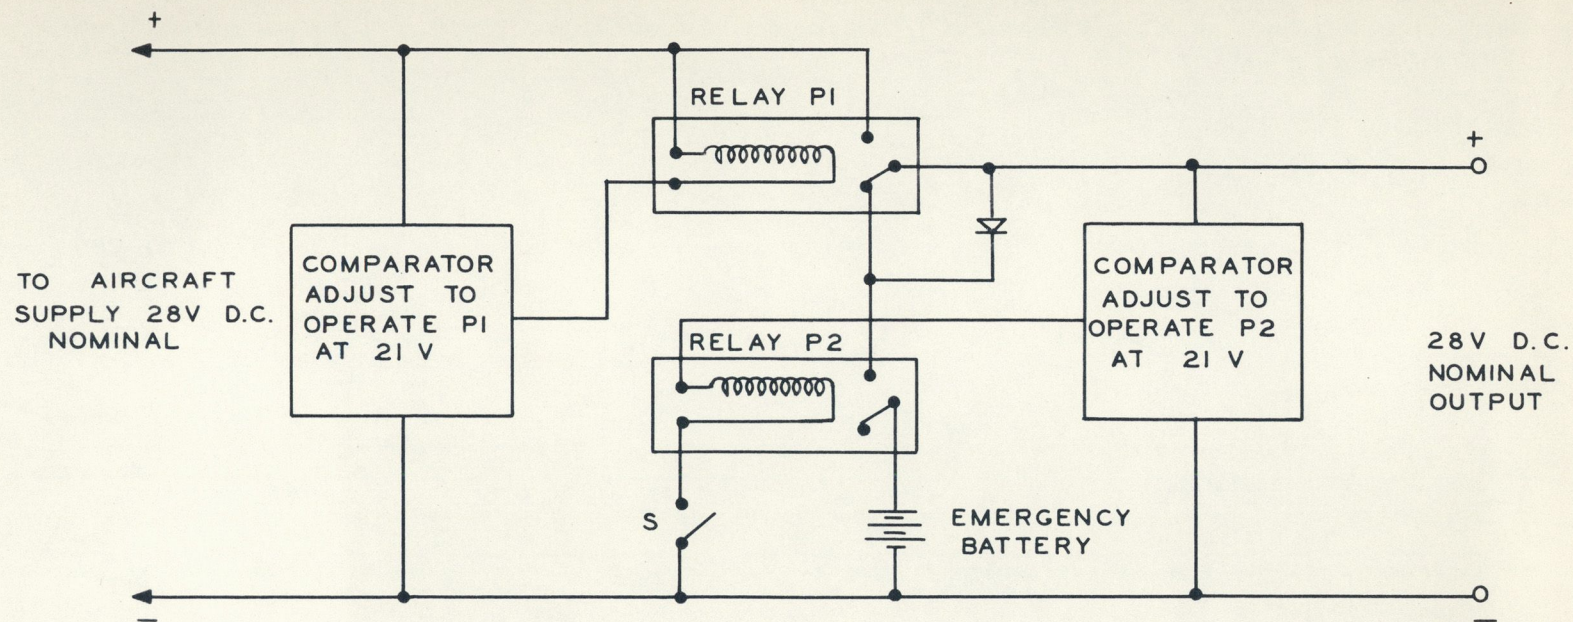 +
RELAY P1
+
TO AIRCRAFT
SUPPLY 28V D.C.
NOMINAL
COMPARATOR
ADJUST TO
OPERATE P1
AT 21 V
COMPARATOR
ADJUST TO
OPERATE P2
AT 21 V
RELAY P2
28V D.C.
NOMINAL
OUTPUT
S
EMERGENCY
BATTERY
–
–